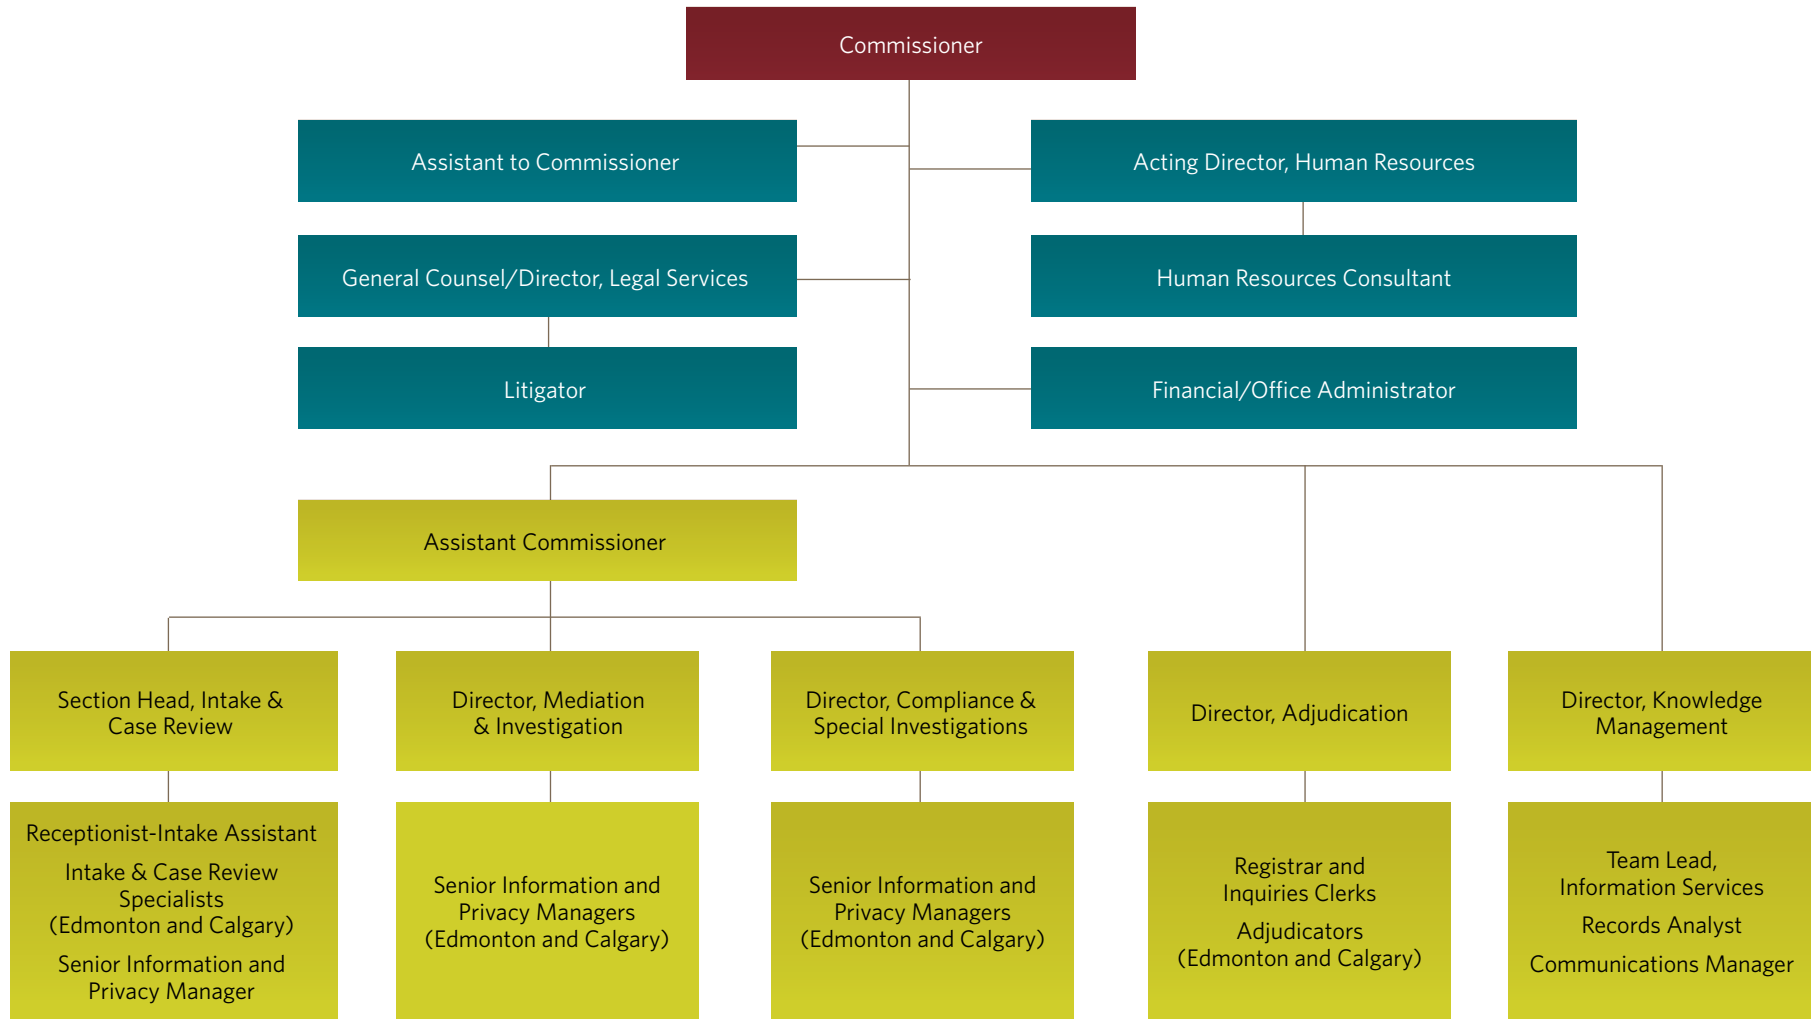 Commissioner
Assistant to Commissioner
Acting Director, Human Resources
General Counsel/Director, Legal Services
Human Resources Consultant
Litigator
Financial/Office Administrator
Assistant Commissioner
Section Head, Intake &
Case Review
Director, Mediation
& Investigation
Director, Compliance &
Special Investigations
Director, Adjudication
Director, Knowledge
Management
Receptionist-Intake Assistant
Intake & Case Review
Specialists
(Edmonton and Calgary)
Senior Information and
Privacy Manager
Senior Information and
Privacy Managers
(Edmonton and Calgary)
Senior Information and
Privacy Managers
(Edmonton and Calgary)
Registrar and
Inquiries Clerks
Adjudicators
(Edmonton and Calgary)
Team Lead,
Information Services
Records Analyst
Communications Manager